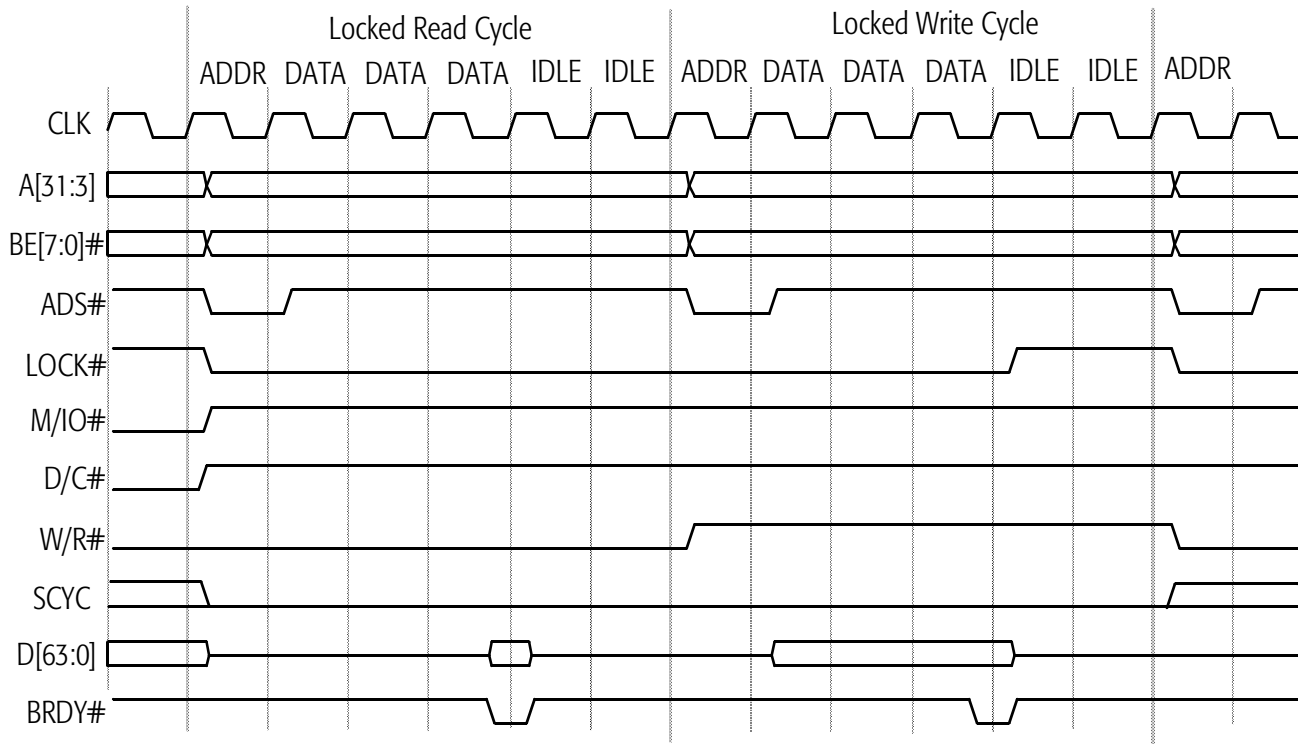 Locked Read Cycle Locked Write Cycle
ADDR DATA DATA DATA IDLE IDLE ADDR DATA DATA DATA IDLE IDLE ADDR
CLK
A[31:3]
BE[7:0]#
ADS#
LOCK#
M/IO#
D/C#
W/R#
SCYC
D[63:0]
BRDY#